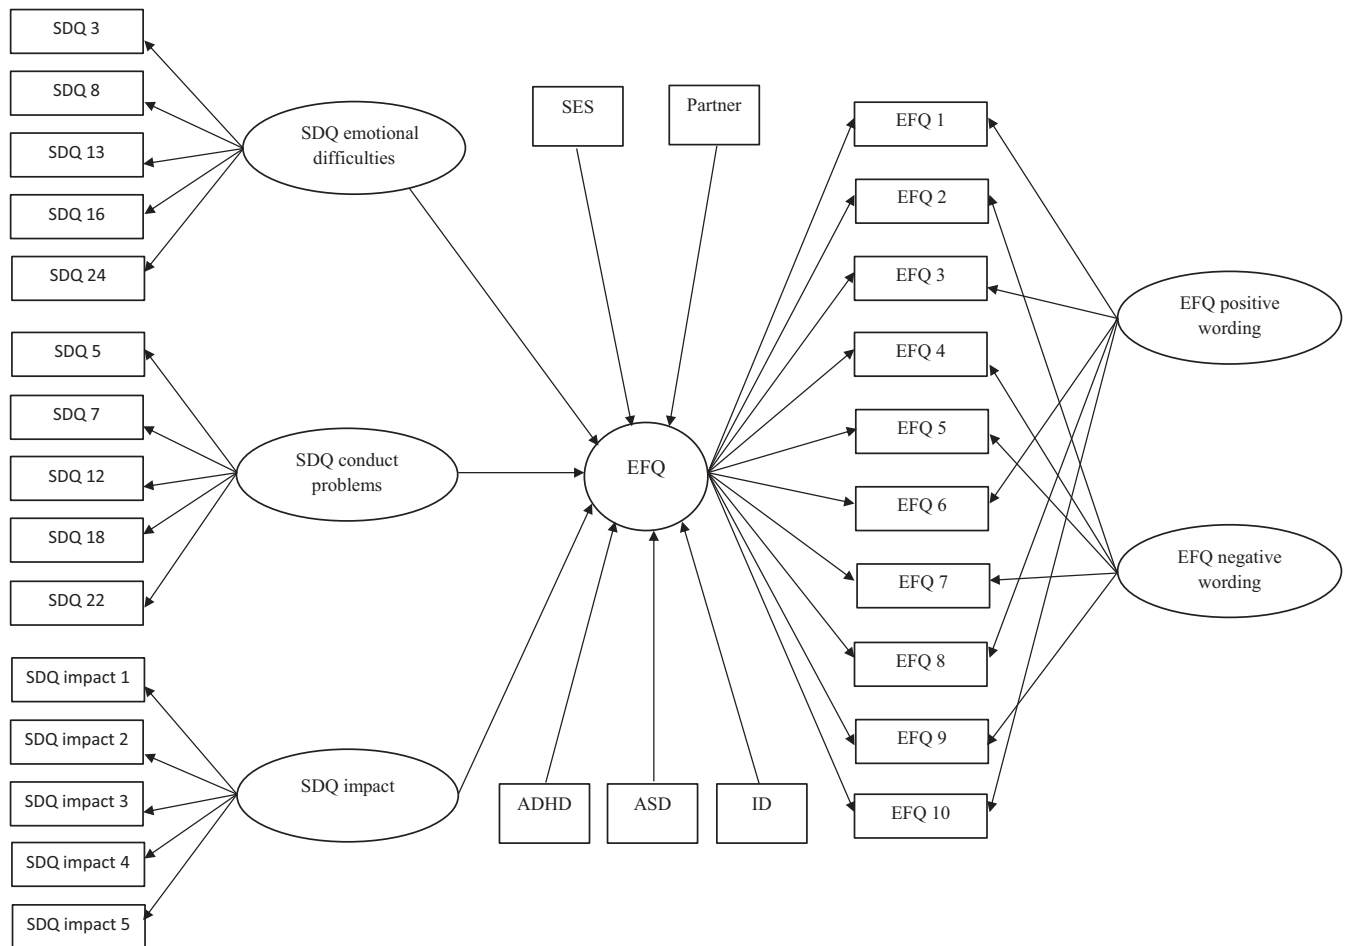 SDQ 3
SDQ 8
SDQ 13
SDQ 16
SDQ 24
SDQ emotional
difficulties
SDQ 5
SDQ 7
SDQ 12
SDQ 18
SDQ 22
SDQ conduct
problems
SDQ impact 1
SDQ impact 2
SDQ impact 3
SDQ impact 4
SDQ impact 5
SDQ impact
SES
Partner
EFQ
ADHD
ASD
ID
EFQ 1
EFQ 2
EFQ 3
EFQ 4
EFQ 5
EFQ 6
EFQ 7
EFQ 8
EFQ 9
EFQ 10
EFQ positive
wording
EFQ negative
wording